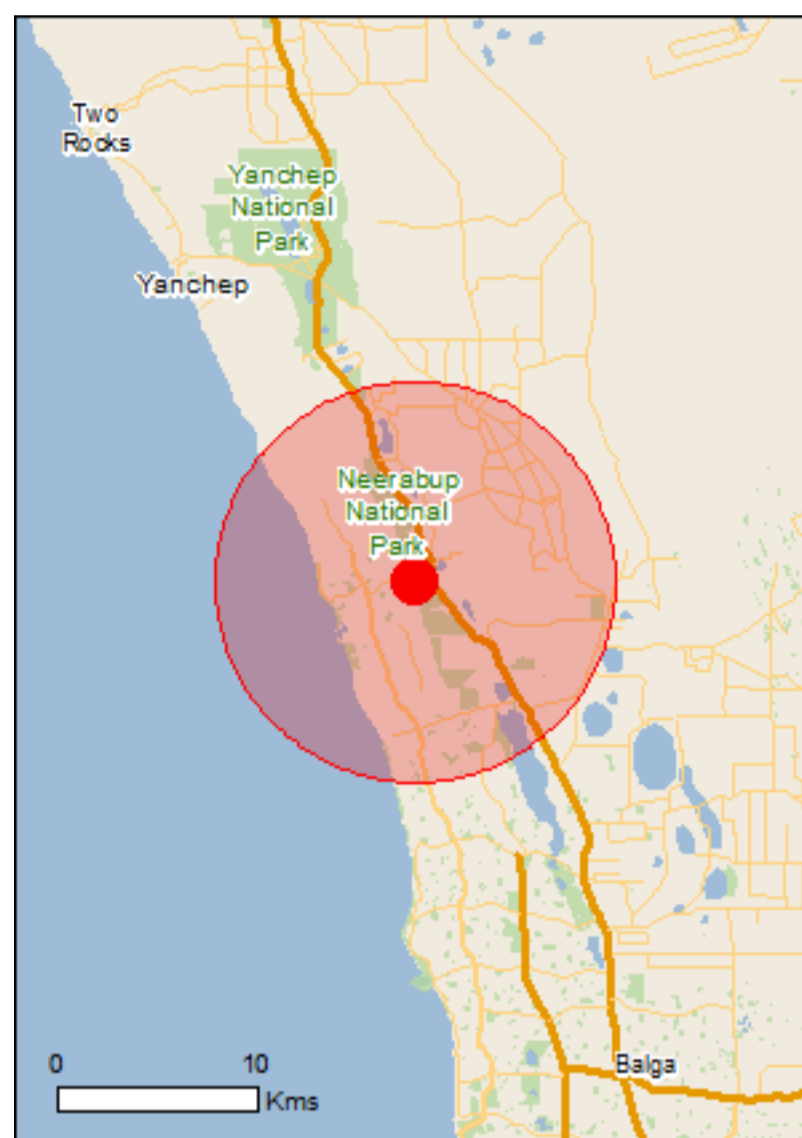 Two
Rocks
Yanchep
National
Park
Yanchep
Neerabup
National
Park
0 10
Kms
Balga